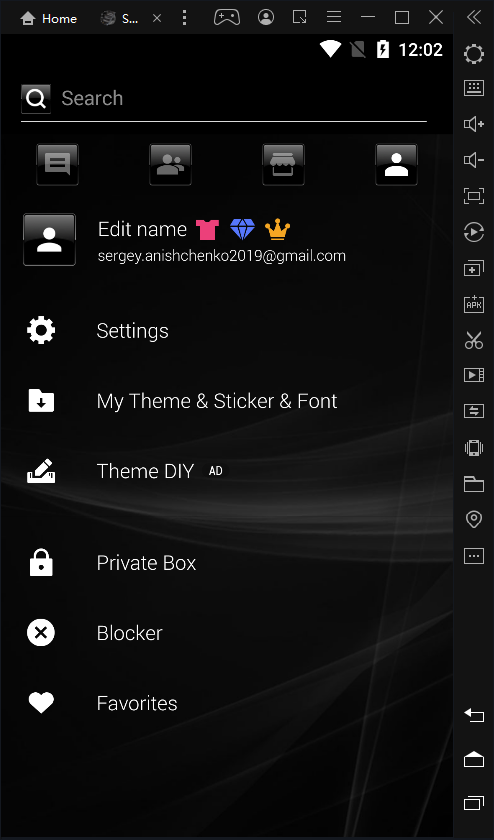 Home
S...
12:02
Search
Edit name
sergey.anishchenko2019@gmail.com
Settings
My Theme & Sticker & Font
Theme DIY AD
Private Box
Blocker
Favorites
APK